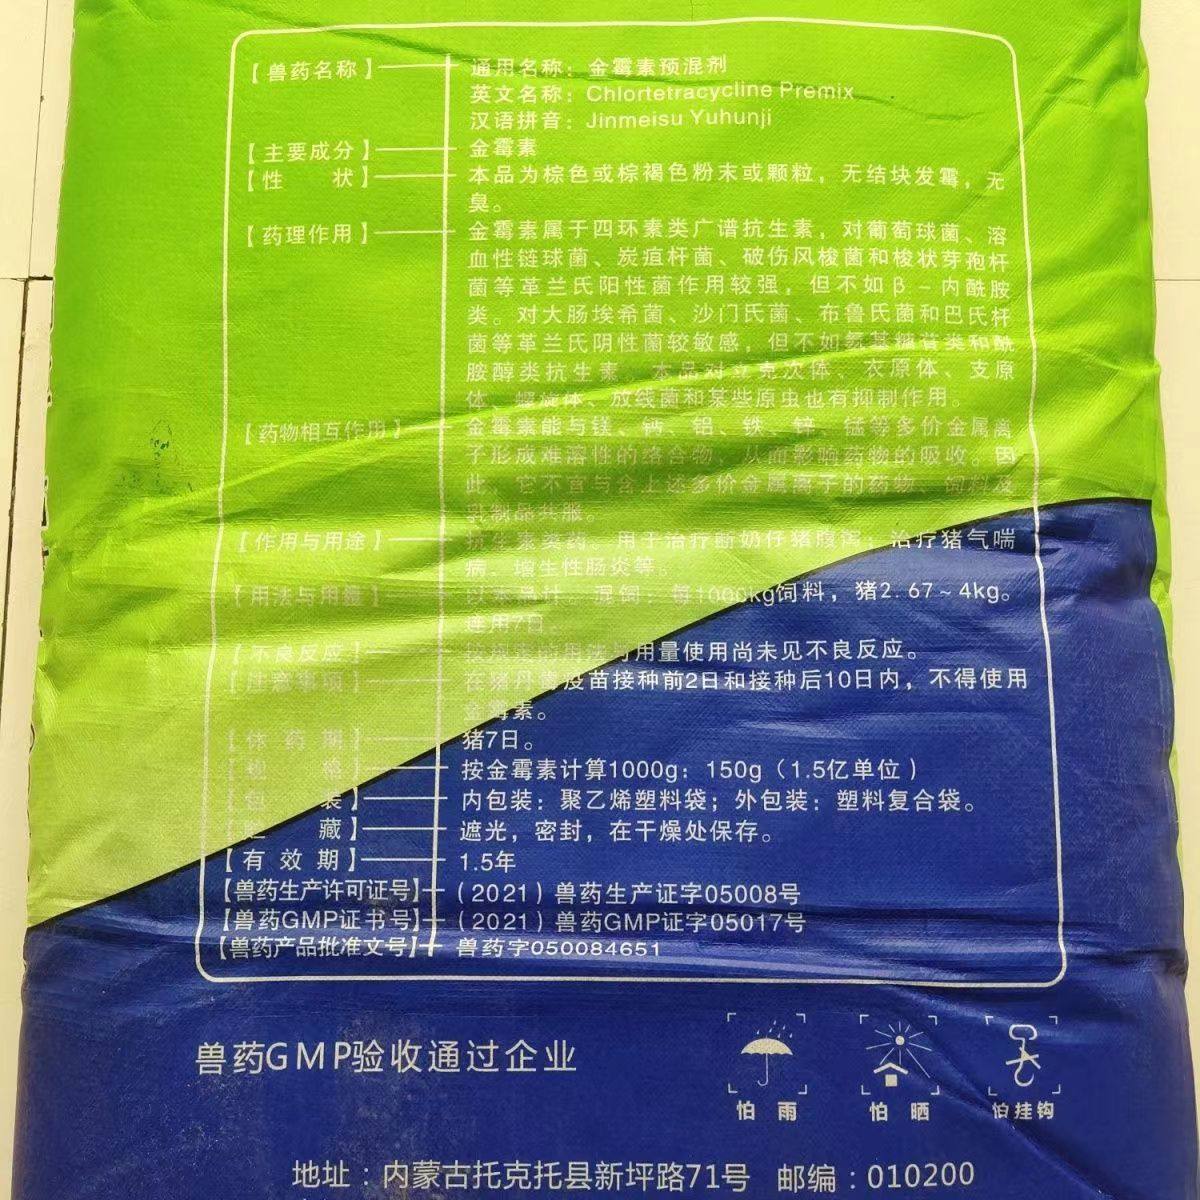 【兽药名称】 通用名称：金霉素预混剂
英文名称：Chlortetracycline Premix
汉语拼音：Jinmeisu Yuhunji
【主要成分】 金霉素
【性 状】 本品为棕色或棕褐色粉末或颗粒，无结块发霉，无
臭。
【药理作用】 金霉素属于四环素类广谱抗生素，对葡萄球菌、溶
血性链球菌、炭疽杆菌、破伤风梭菌和梭状芽孢杆
菌等革兰氏阳性菌作用较强，但不如β－内酰胺
类。对大肠埃希菌、沙门氏菌、布鲁氏菌和巴氏杆
菌等革兰氏阴性菌较敏感，但不如氨基糖苷类和酰
胺醇类抗生素。本品对立克次体、衣原体、支原
体、螺旋体、放线菌和某些原虫也有抑制作用。
【药物相互作用】 金霉素能与镁、钙、铝、铁、锌、锰等多价金属离
子形成难溶性的络合物，从而影响药物的吸收。因
此，它不宜与含上述多价金属离子的药物、饲料及
乳制品共服。
【作用与用途】 抗生素类药。用于治疗断奶仔猪腹泻；治疗猪气喘
病、增生性肠炎等。
【用法与用量】 以本品计。混饲：每1000kg饲料，猪2.67~4kg。
连用7日。
【不良反应】 按规定的用法与用量使用尚未见不良反应。
【注意事项】 在猪丹毒疫苗接种前2日和接种后10日内，不得使用
金霉素。
【休 药 期】 猪7日。
【规 格】 按金霉素计算1000g：150g（1.5亿单位）
【包 装】 内包装：聚乙烯塑料袋；外包装：塑料复合袋。
【贮 藏】 遮光，密封，在干燥处保存。
【有 效 期】 1.5年
【兽药生产许可证号】 （2021）兽药生产证字05008号
【兽药GMP证书号】 （2021）兽药GMP证字05017号
【兽药产品批准文号】 兽药字050084651
兽药GMP验收通过企业
怕 雨 怕 晒 怕挂钩
地址：内蒙古托克托县新坪路71号 邮编：010200